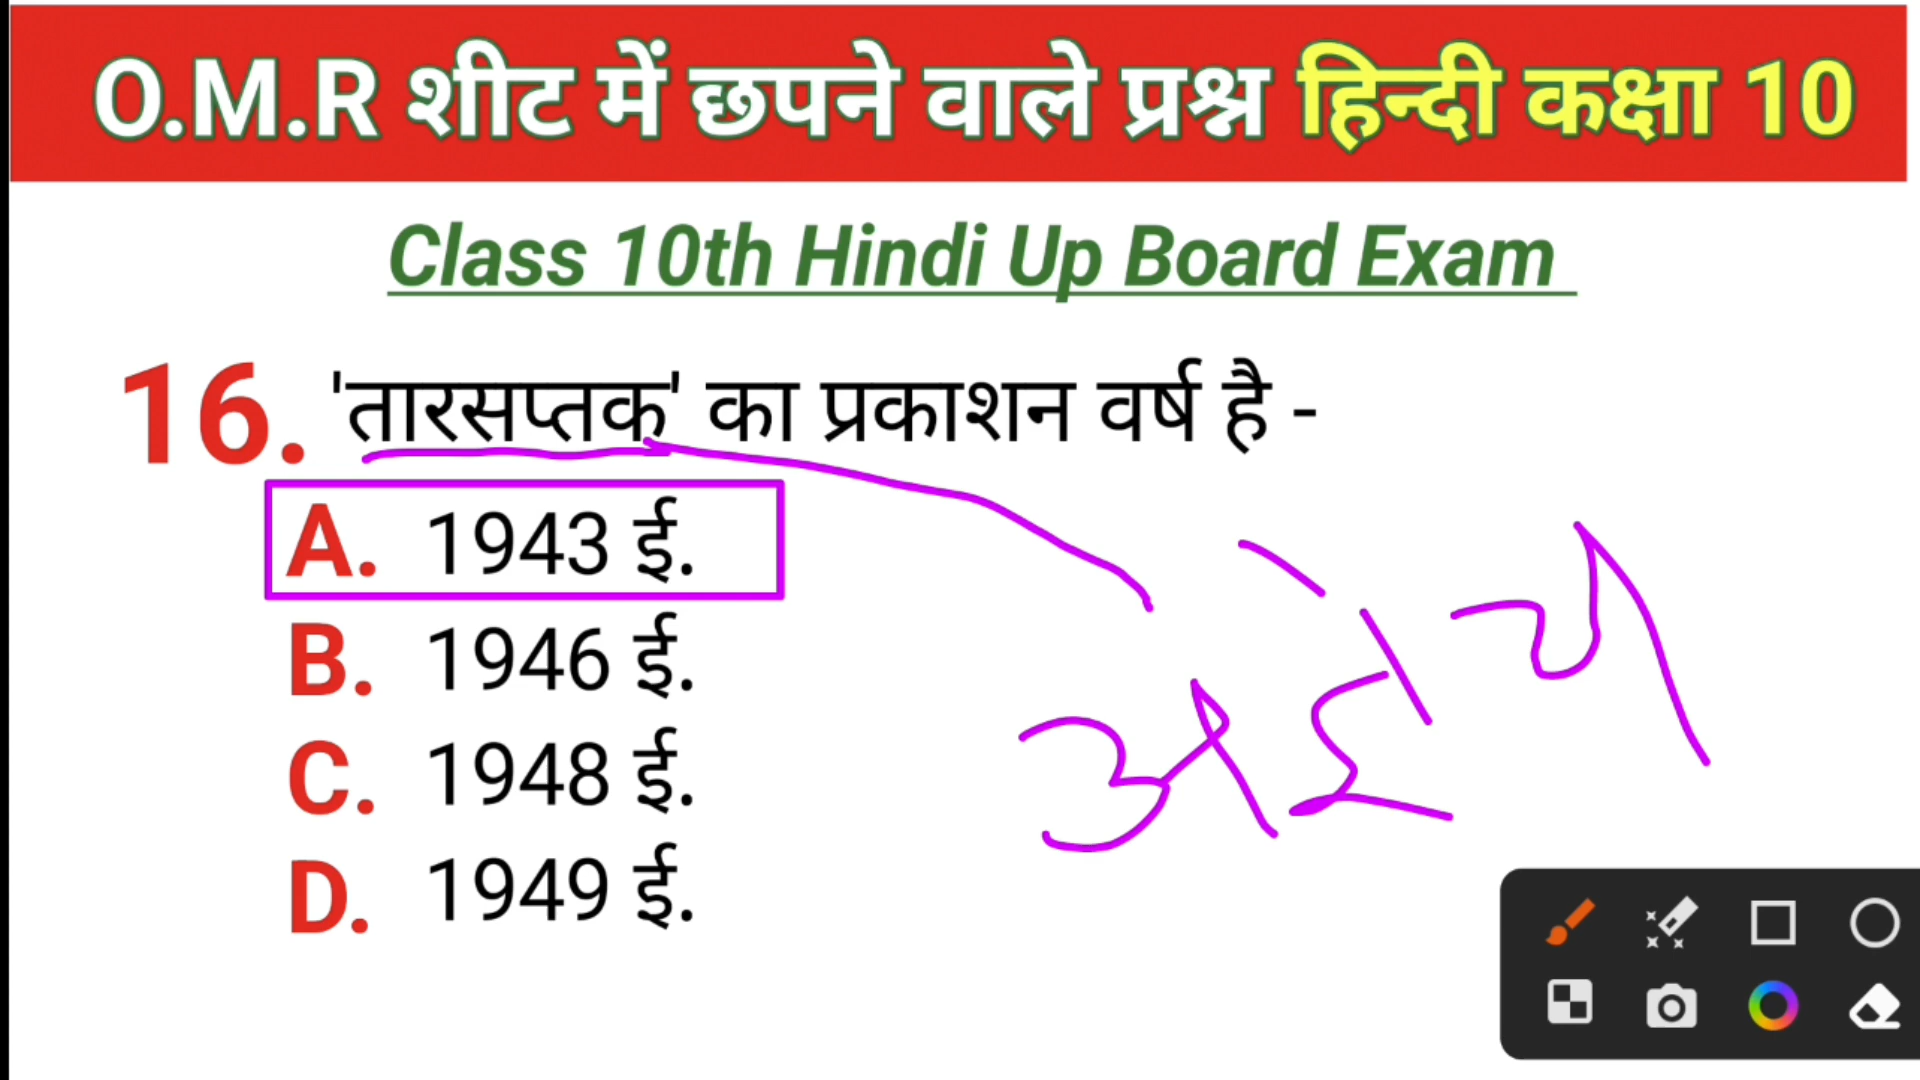 O.M.R शीट में छपने वाले प्रश्न हिन्दी कक्षा 10
Class 10th Hindi Up Board Exam
16. 'तारसप्तक' का प्रकाशन वर्ष है -
A. 1943 ई.
B. 1946 ई.
C. 1948 ई.
D. 1949 ई.